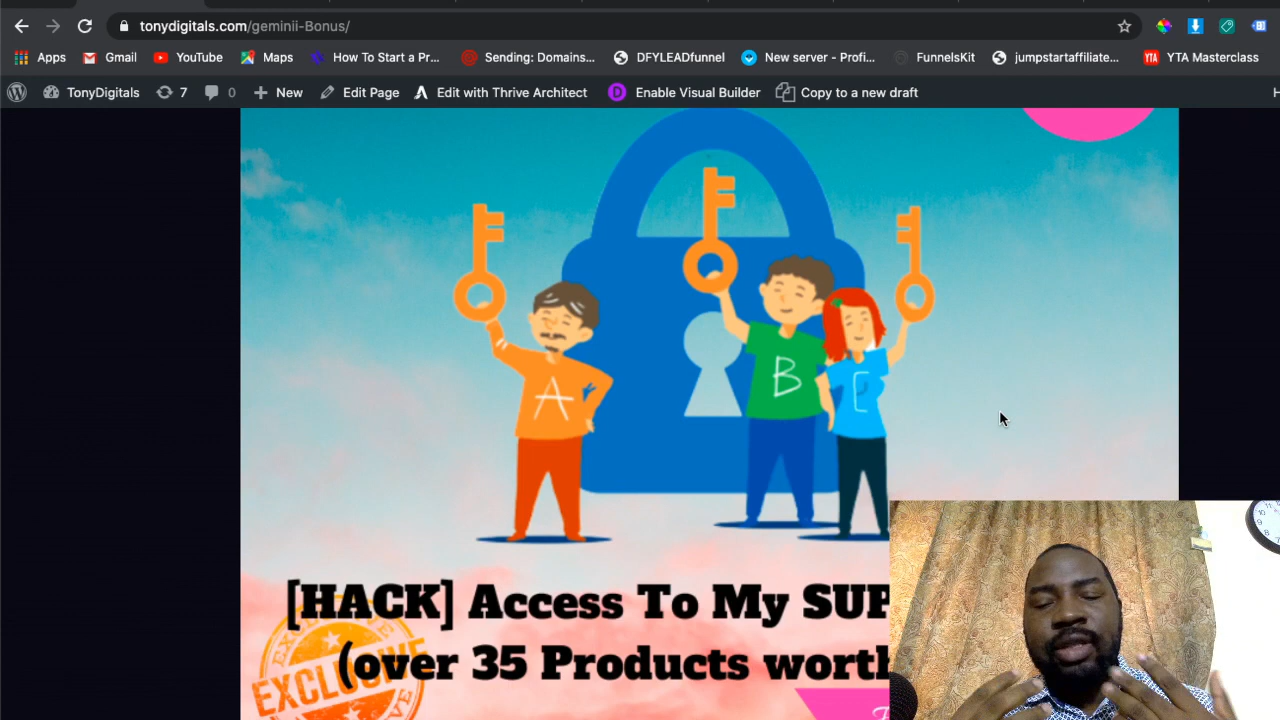 tonydigitals.com/geminii-Bonus/
Apps Gmail YouTube Maps How To Start a Pr... Sending: Domains... DFYLEADfunnel New server - Profi... FunnelsKit jumpstartaffiliate... YTA YTA Masterclass
TonyDigitals 7 0 New Edit Page Edit with Thrive Architect D Enable Visual Builder Copy to a new draft H
A B E
[HACK] Access To My SUP
(over 35 Products worth
EXCLUSIVE